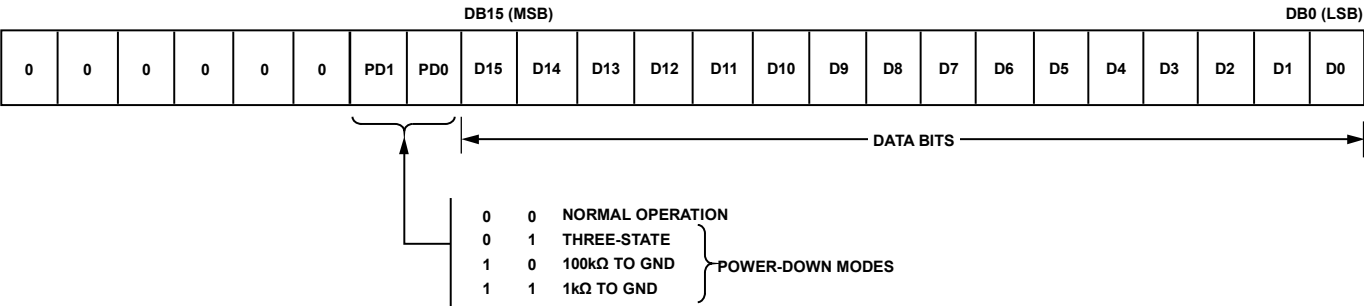 DB15 (MSB) DB0 (LSB)
0 0 0 0 0 0 PD1 PD0 D15 D14 D13 D12 D11 D10 D9 D8 D7 D6 D5 D4 D3 D2 D1 D0
DATA BITS
0 0 NORMAL OPERATION
0 1 THREE-STATE
1 0 100kΩ TO GND
POWER-DOWN MODES
1 1 1kΩ TO GND